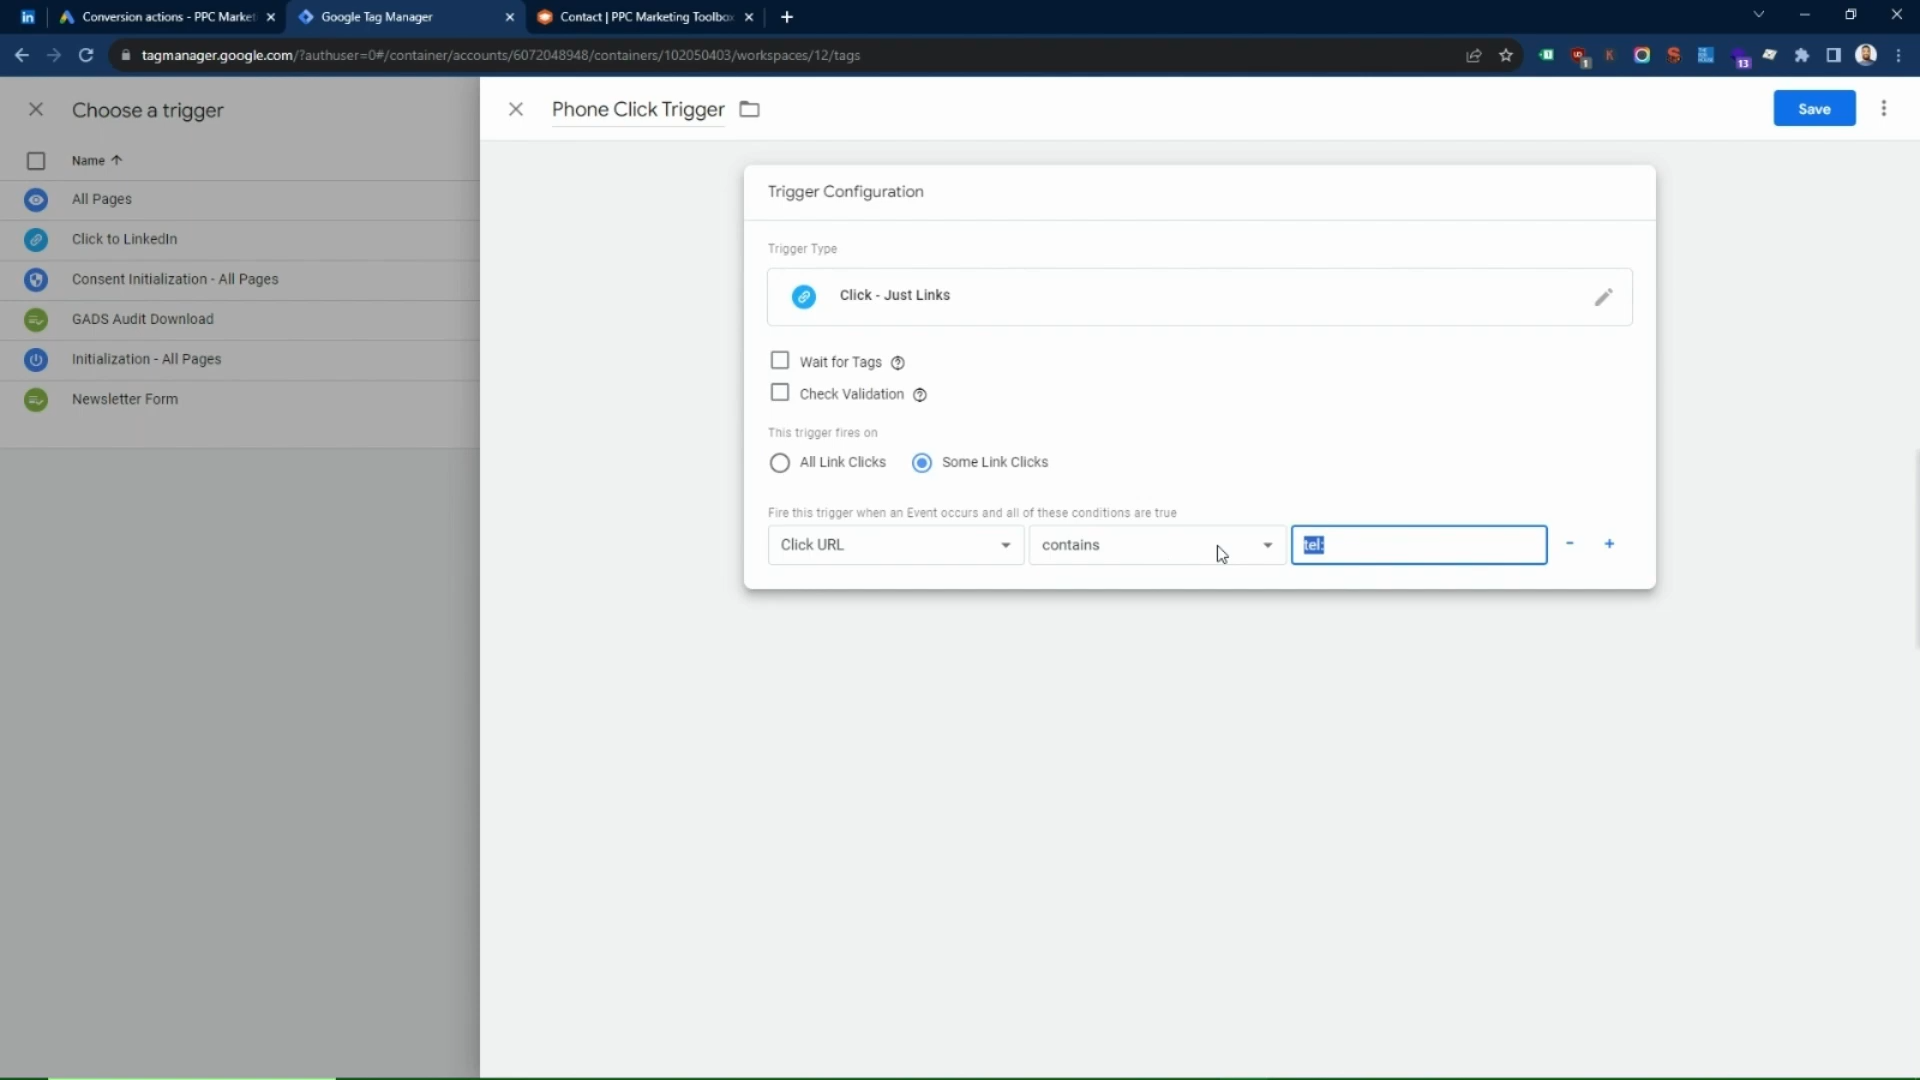 Conversion actions - PPC Market
Google Tag Manager
Contact | PPC Marketing Toolbox
tagmanager.google.com/?authuser=0#/container/accounts/6072048948/containers/102050403/workspaces/12/tags
1
13
Choose a trigger
Name
All Pages
Click to LinkedIn
Consent Initialization - All Pages
GADS Audit Download
Initialization - All Pages
Newsletter Form
Phone Click Trigger
Save
Trigger Configuration
Trigger Type
Click - Just Links
Wait for Tags
Check Validation
This trigger fires on
All Link Clicks
Some Link Clicks
Fire this trigger when an Event occurs and all of these conditions are true
Click URL
contains
tel: